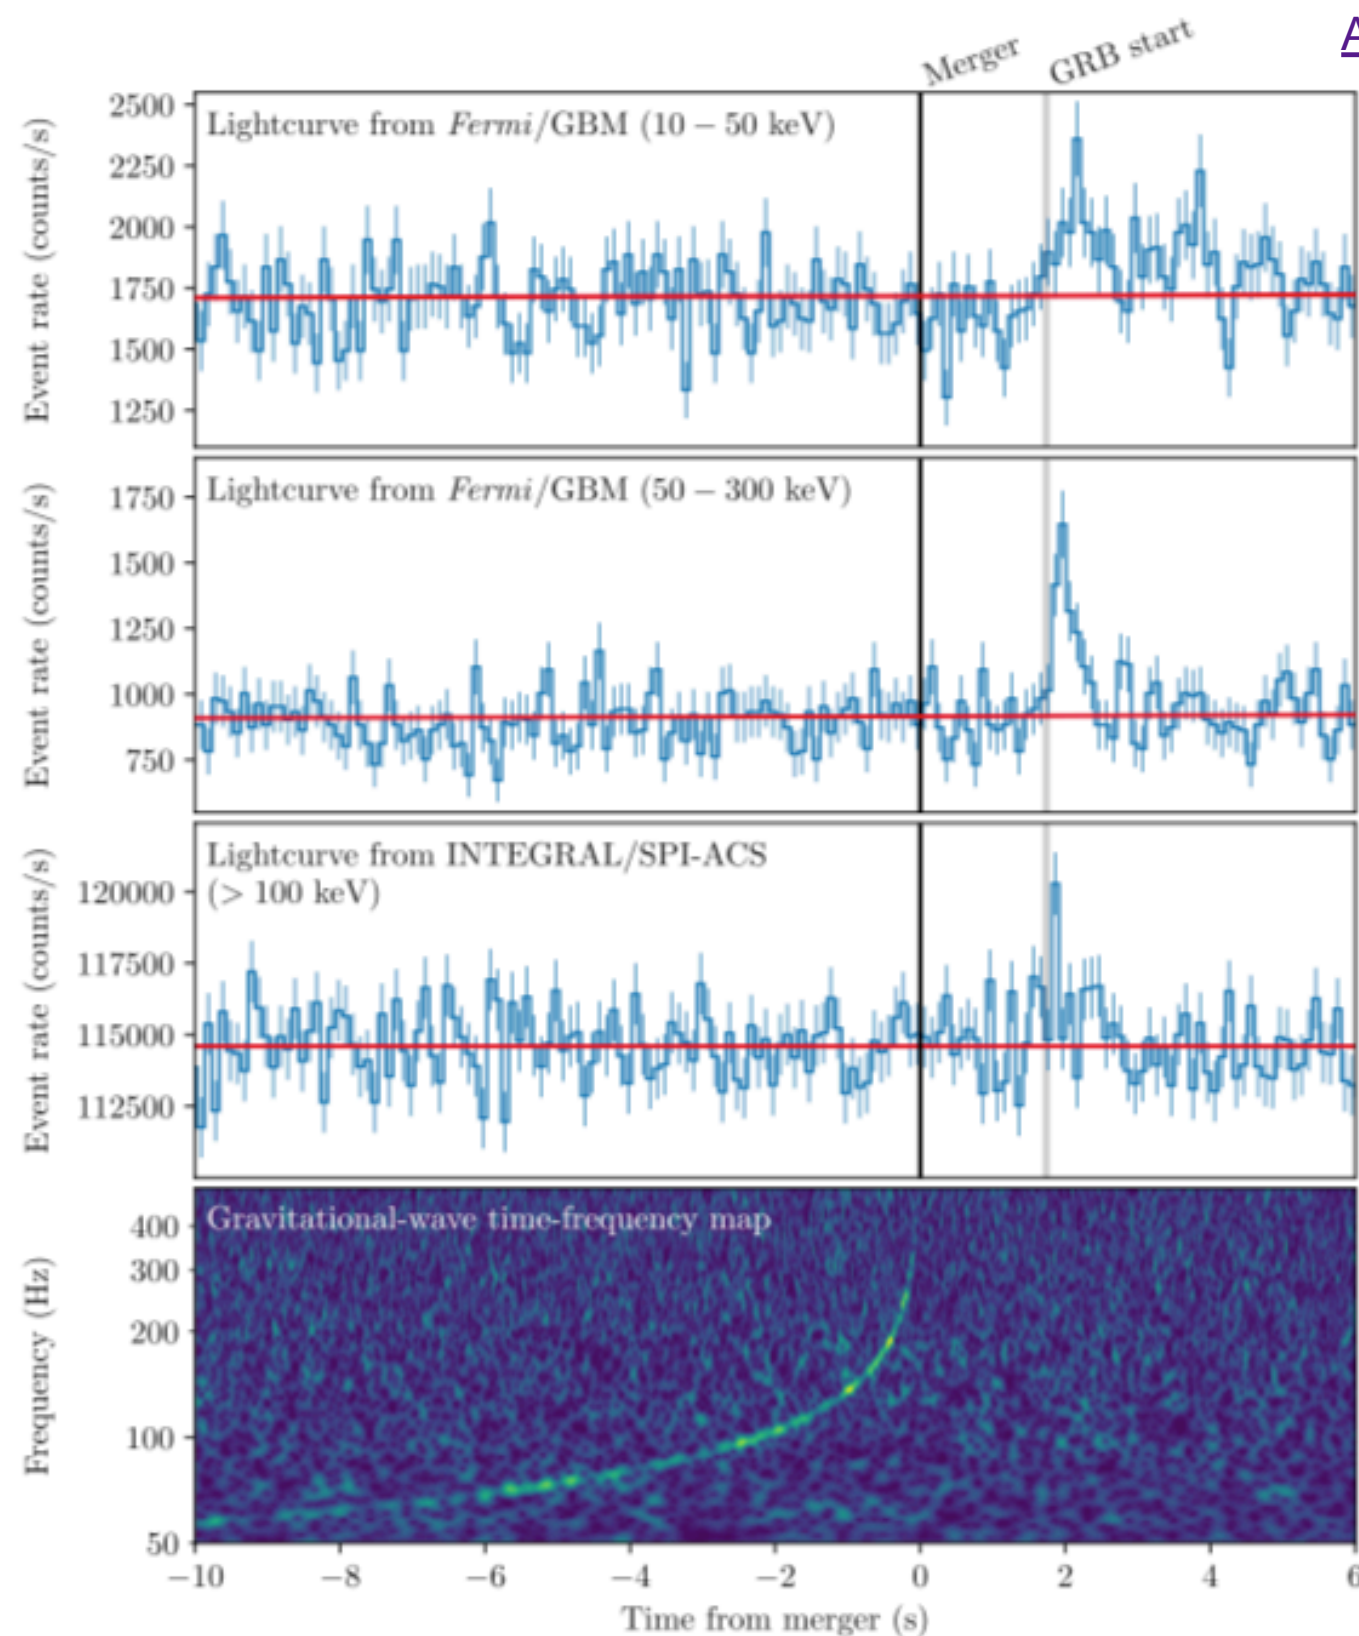 A
Merger
GRB start
Event rate (counts/s)
2500
2250
2000
1750
1500
1250
Lightcurve from Fermi/GBM (10 – 50 keV)
Event rate (counts/s)
1750
1500
1250
1000
750
Lightcurve from Fermi/GBM (50 – 300 keV)
Event rate (counts/s)
120000
117500
115000
112500
Lightcurve from INTEGRAL/SPI-ACS
(> 100 keV)
Frequency (Hz)
400
300
200
100
50
Gravitational-wave time-frequency map
−10 −8 −6 −4 −2 0 2 4 6
Time from merger (s)